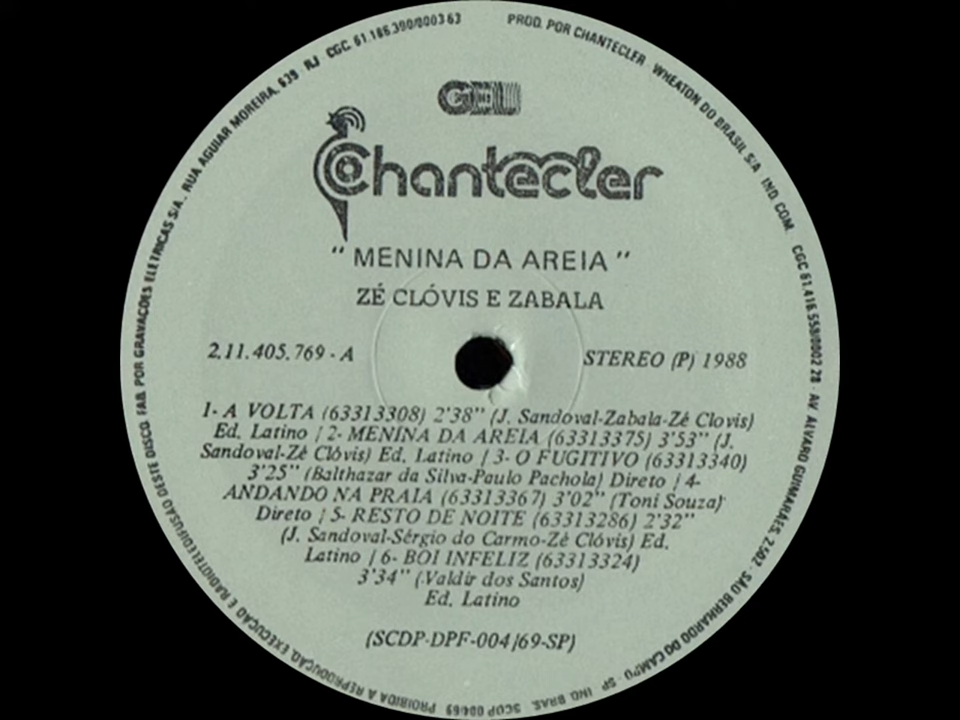 PROD. POR CHANTECLER - WHEATON DO BRASIL S/A IND. COM. CGC 61.416.558/0002 28 - AV. ALVARO GUIMARÃES, 2502 - SÃO BERNARDO DO CAMPO - SP IND. BRAS. SCDP 004/69
PROIBIDA A REPRODUÇÃO, EXECUÇÃO E RADIOTELEDIFUSÃO DESTE DISCO. FAB. POR GRAVAÇÕES ELÉTRICAS S/A. RUA AGUIAR MOREIRA, 639 RJ CGC 61.186.390/0003 63
GEL
Chantecler
" MENINA DA AREIA "
ZÉ CLÓVIS E ZABALA
2.11.405.769 - A
STEREO (P) 1988
1- A VOLTA (63313308) 2'38" (J. Sandoval-Zabala-Zé Clovis)
Ed. Latino / 2- MENINA DA AREIA (63313375) 3'53" (J.
Sandoval-Zé Clóvis) Ed. Latino / 3- O FUGITIVO (63313340)
3'25" (Balthazar da Silva-Paulo Pachola) Direto / 4-
ANDANDO NA PRAIA (63313367) 3'02" (Toni Souza)
Direto / 5- RESTO DE NOITE (63313286) 2'32"
(J. Sandoval-Sérgio do Carmo-Zé Clóvis) Ed.
Latino / 6- BOI INFELIZ (63313324)
3'34" (Valdir dos Santos)
Ed. Latino
(SCDP-DPF-004/69-SP)